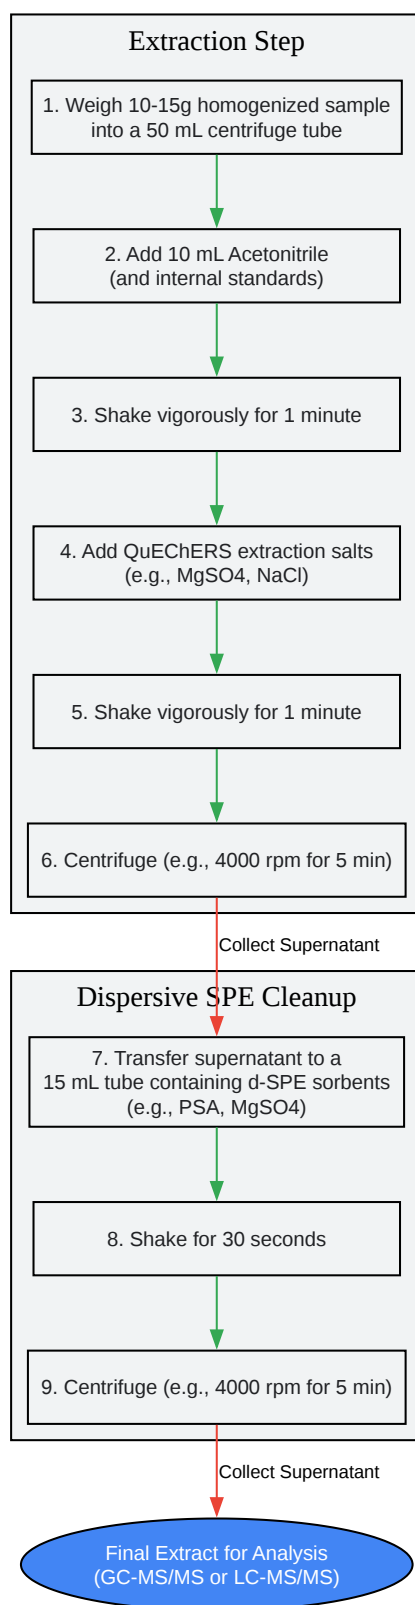 Extraction Step
1. Weigh 10-15g homogenized sample
into a 50 mL centrifuge tube
2. Add 10 mL Acetonitrile
(and internal standards)
3. Shake vigorously for 1 minute
4. Add QuEChERS extraction salts
(e.g., MgSO4, NaCl)
5. Shake vigorously for 1 minute
6. Centrifuge (e.g., 4000 rpm for 5 min)
Collect Supernatant
Dispersive SPE Cleanup
7. Transfer supernatant to a
15 mL tube containing d-SPE sorbents
(e.g., PSA, MgSO4)
8. Shake for 30 seconds
9. Centrifuge (e.g., 4000 rpm for 5 min)
Collect Supernatant
Final Extract for Analysis
(GC-MS/MS or LC-MS/MS)